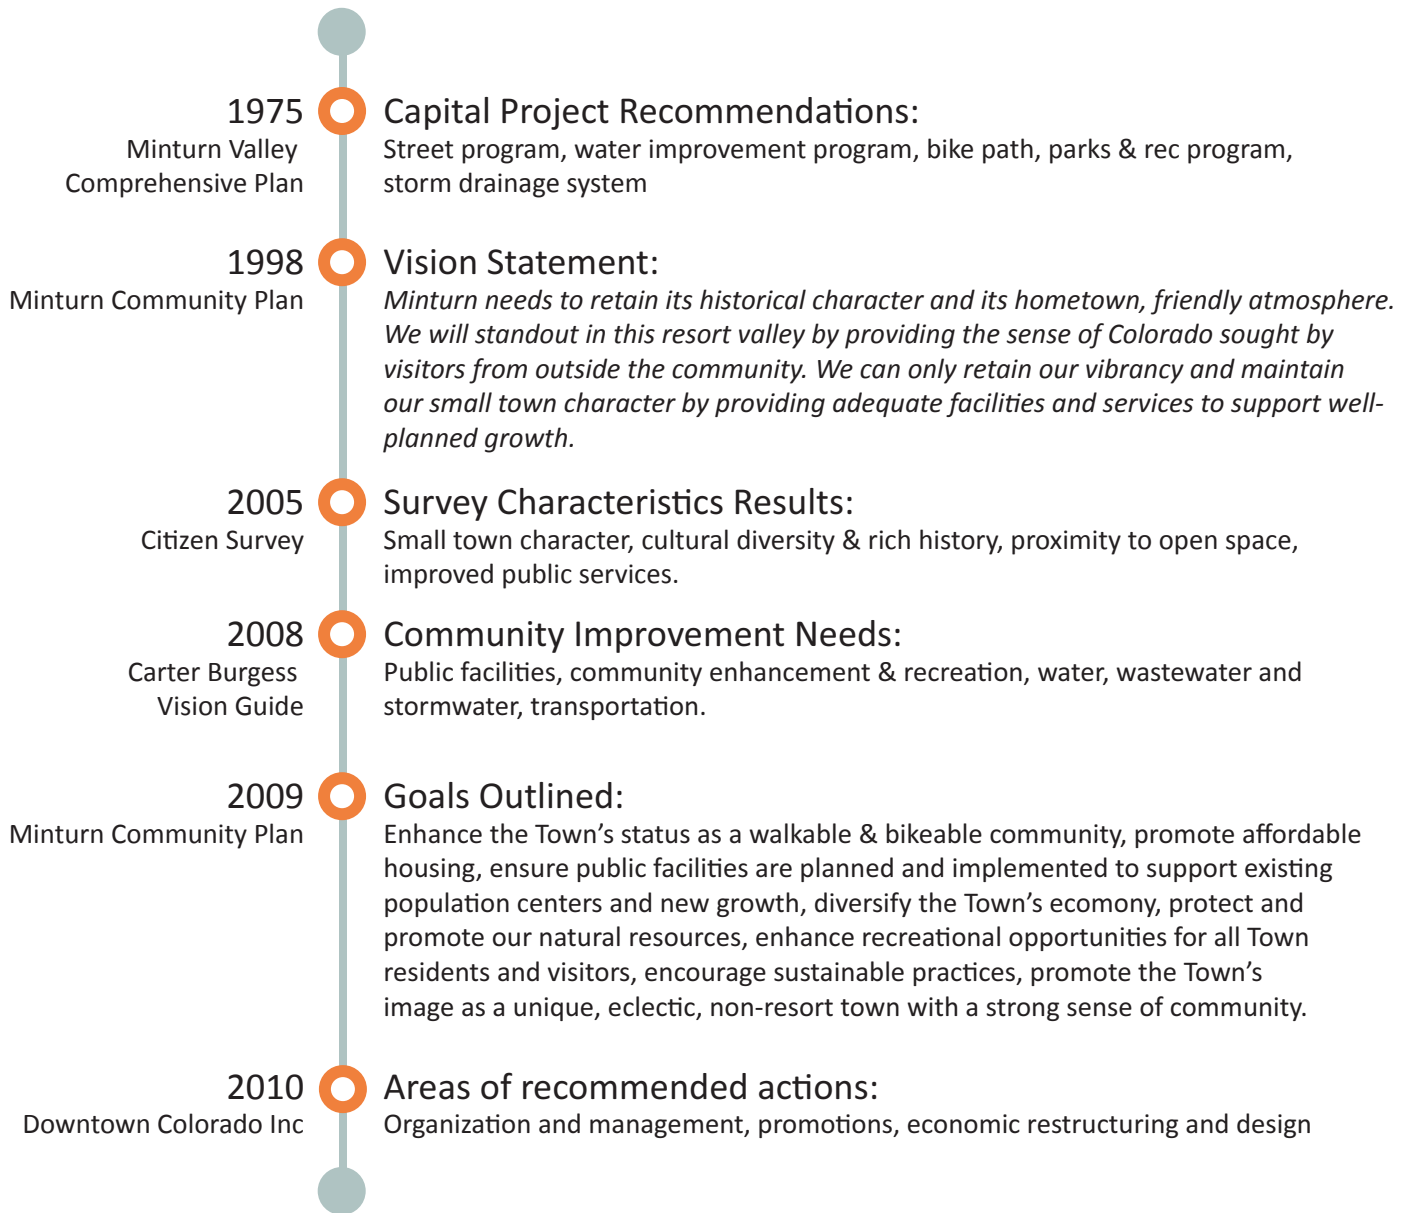 1975
Minturn Valley
Comprehensive Plan
Capital Project Recommendations:
Street program, water improvement program, bike path, parks & rec program,
storm drainage system
1998
Minturn Community Plan
Vision Statement:
Minturn needs to retain its historical character and its hometown, friendly atmosphere.
We will standout in this resort valley by providing the sense of Colorado sought by
visitors from outside the community. We can only retain our vibrancy and maintain
our small town character by providing adequate facilities and services to support well-
planned growth.
2005
Citizen Survey
Survey Characteristics Results:
Small town character, cultural diversity & rich history, proximity to open space,
improved public services.
2008
Carter Burgess
Vision Guide
Community Improvement Needs:
Public facilities, community enhancement & recreation, water, wastewater and
stormwater, transportation.
2009
Minturn Community Plan
Goals Outlined:
Enhance the Town’s status as a walkable & bikeable community, promote affordable
housing, ensure public facilities are planned and implemented to support existing
population centers and new growth, diversify the Town’s ecomony, protect and
promote our natural resources, enhance recreational opportunities for all Town
residents and visitors, encourage sustainable practices, promote the Town’s
image as a unique, eclectic, non-resort town with a strong sense of community.
2010
Downtown Colorado Inc
Areas of recommended actions:
Organization and management, promotions, economic restructuring and design